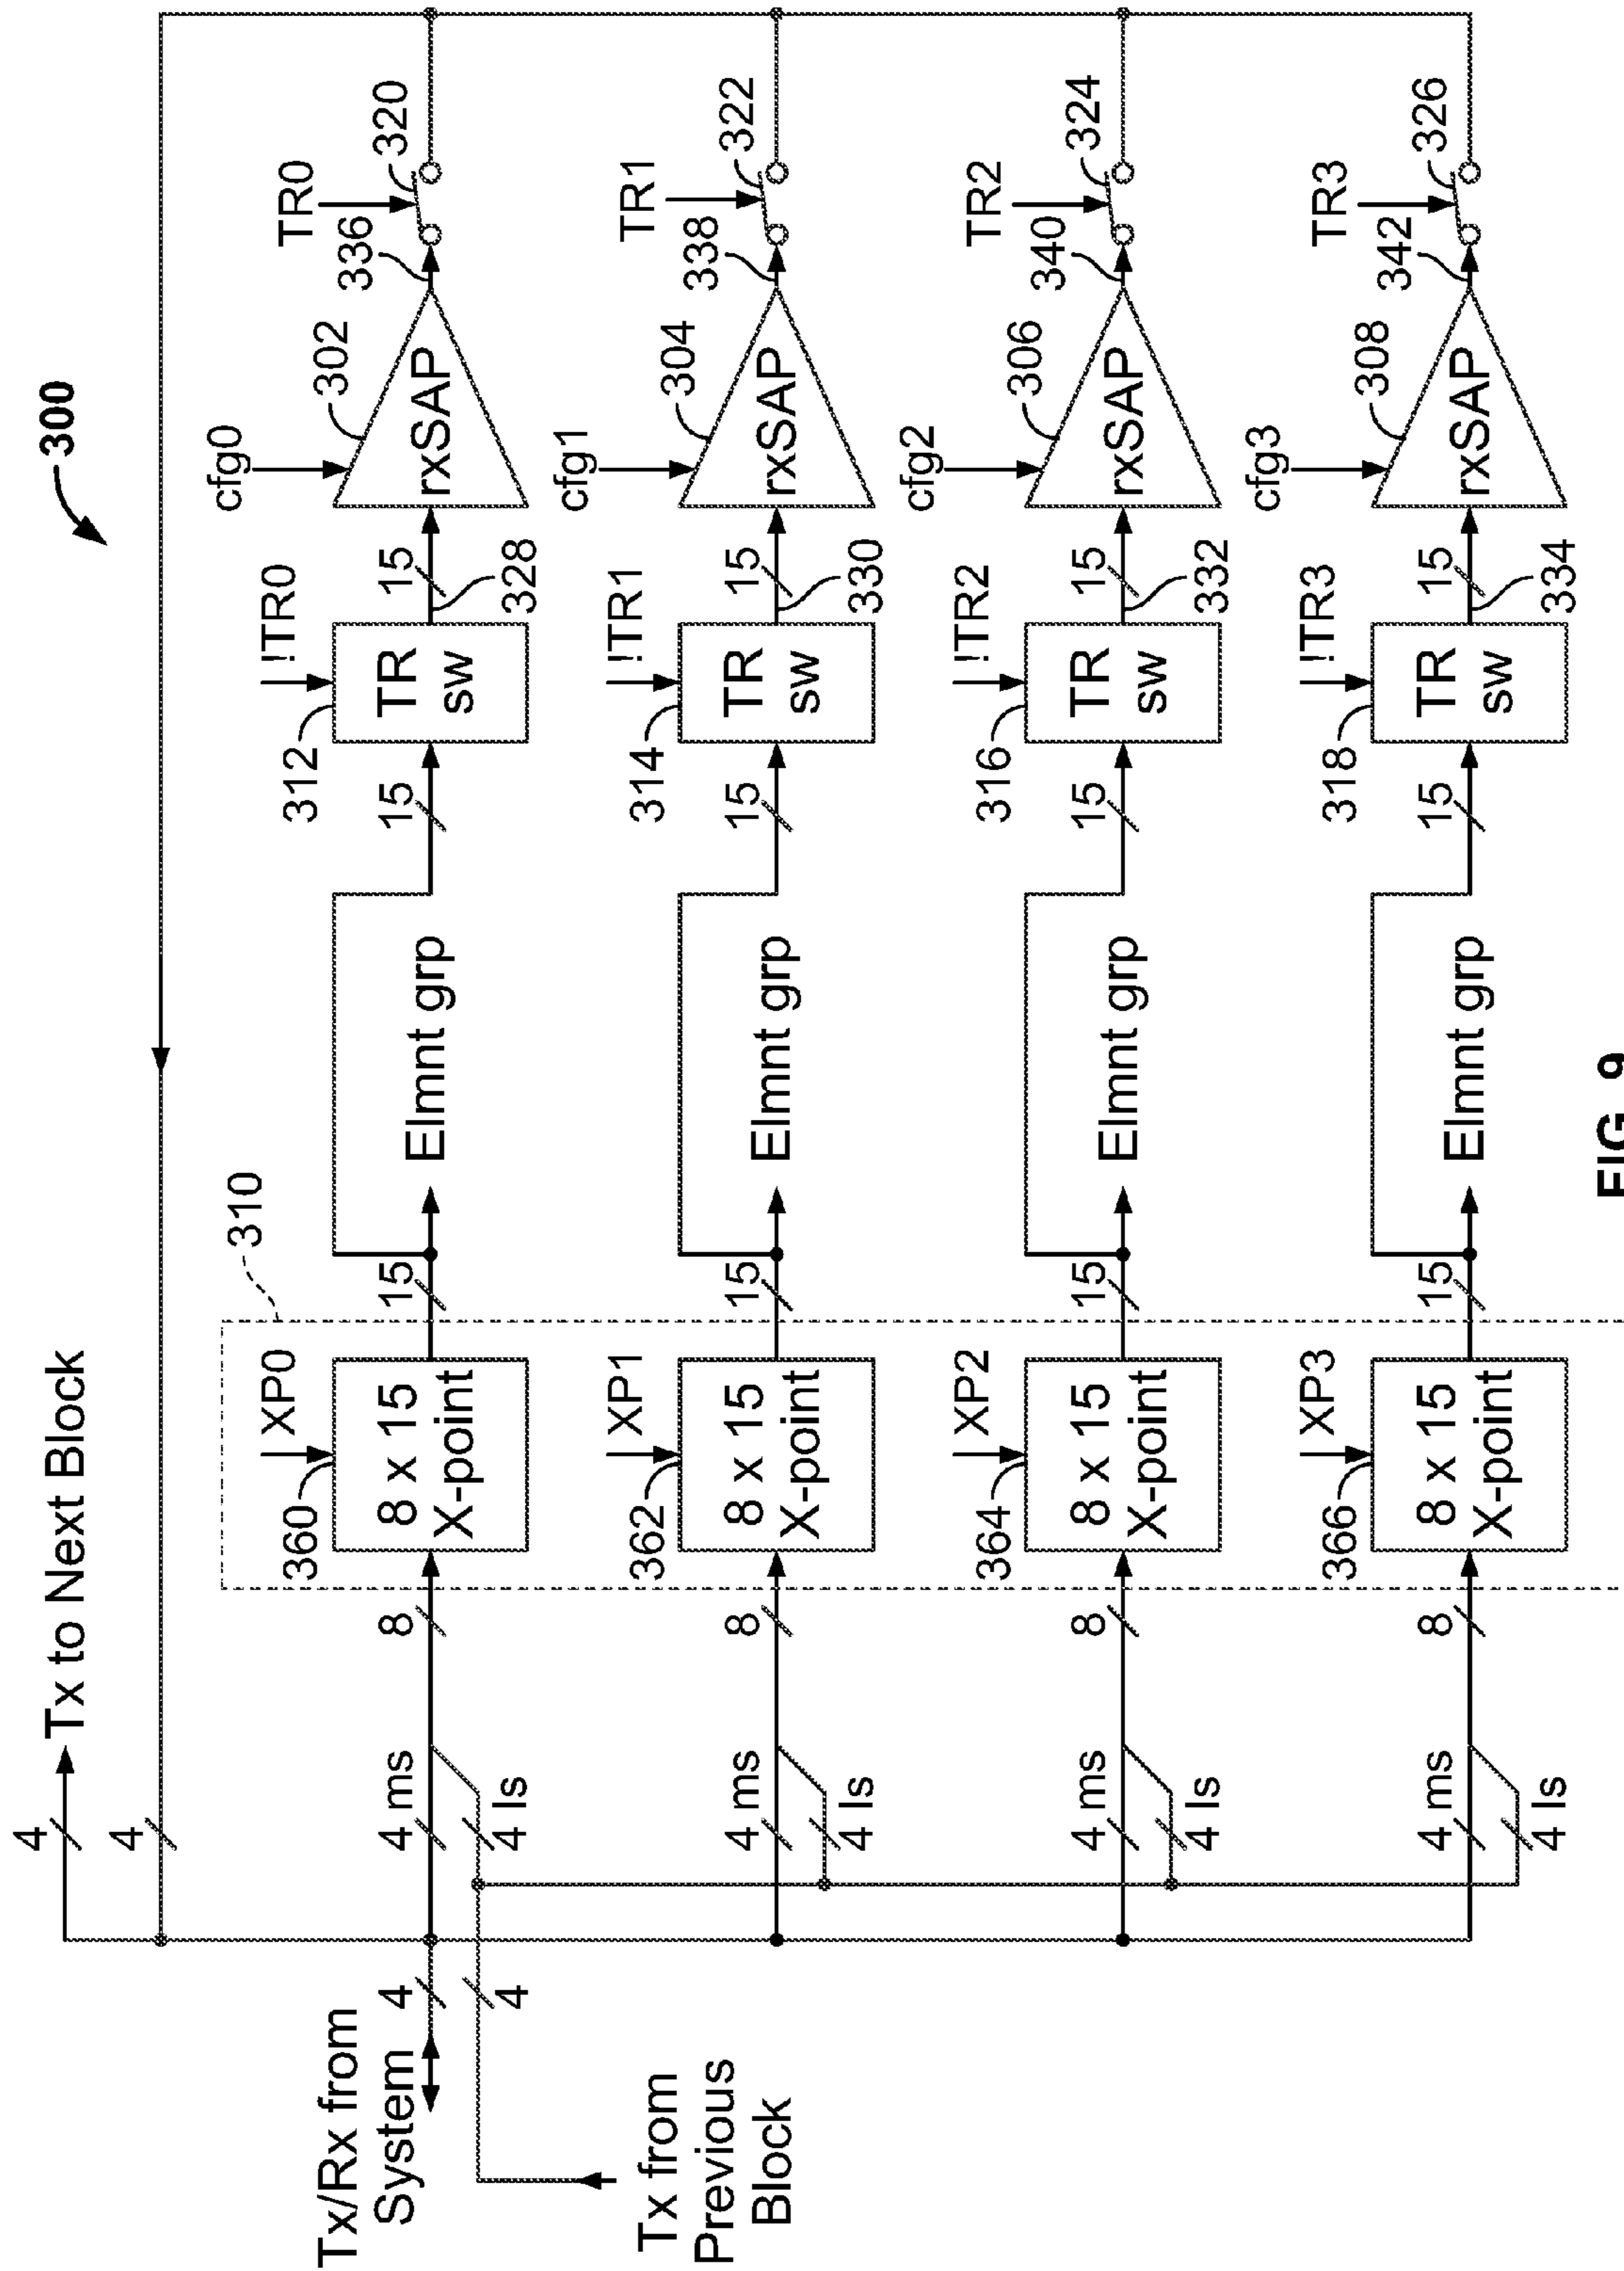 300
Tx to Next Block
4
4
Tx/Rx from
System
4
4
Tx from
Previous
Block
310
4 ms
4 ls
8
360
XP0
8 x 15
X-point
15
Elmnt grp
15
312
!TR0
TR
sw
15
328
cfg0
302
rxSAP
336
TR0
320
4 ms
4 ls
8
362
XP1
8 x 15
X-point
15
Elmnt grp
15
314
!TR1
TR
sw
15
330
cfg1
304
rxSAP
338
TR1
322
4 ms
4 ls
8
364
XP2
8 x 15
X-point
15
Elmnt grp
15
316
!TR2
TR
sw
15
332
cfg2
306
rxSAP
340
TR2
324
4 ms
4 ls
8
366
XP3
8 x 15
X-point
15
Elmnt grp
15
318
!TR3
TR
sw
15
334
cfg3
308
rxSAP
342
TR3
326
FIG. 9